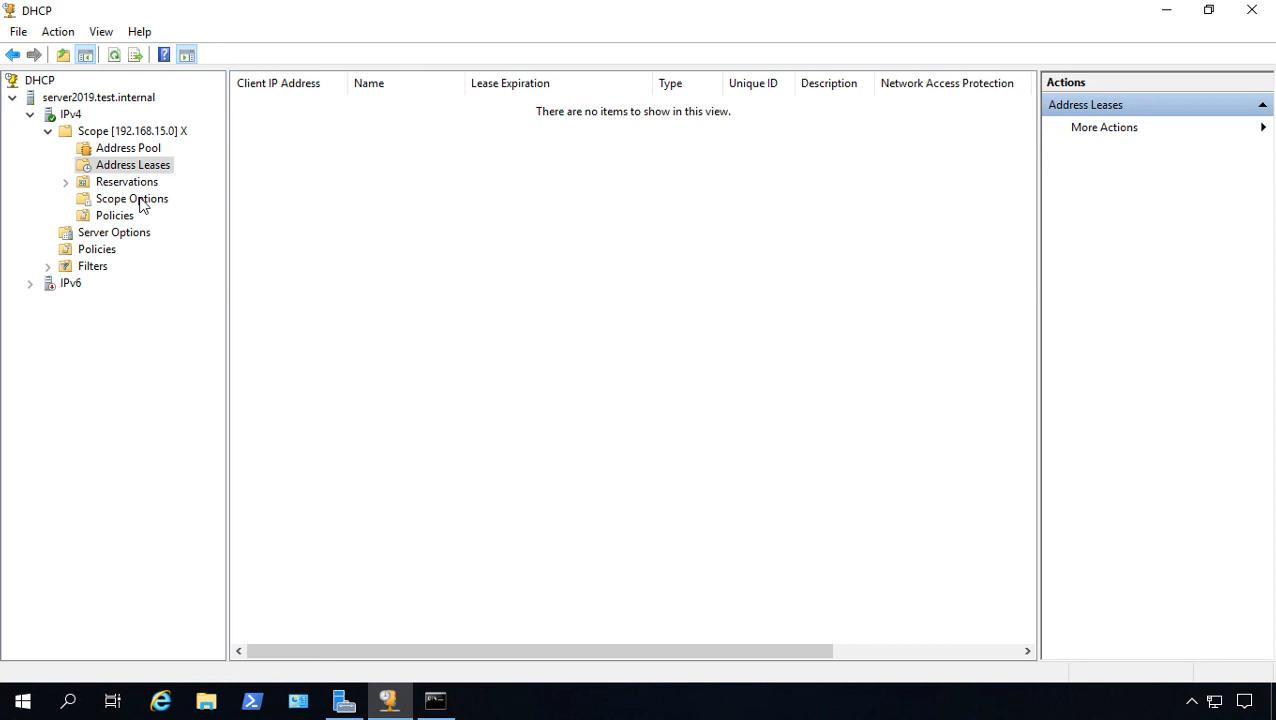 DHCP
File Action View Help
DHCP
server2019.test.internal
IPv4
Scope [192.168.15.0] X
Address Pool
Address Leases
Reservations
Scope Options
Policies
Server Options
Policies
Filters
IPv6
Client IP Address Name Lease Expiration Type Unique ID Description Network Access Protection
There are no items to show in this view.
Actions
Address Leases
More Actions